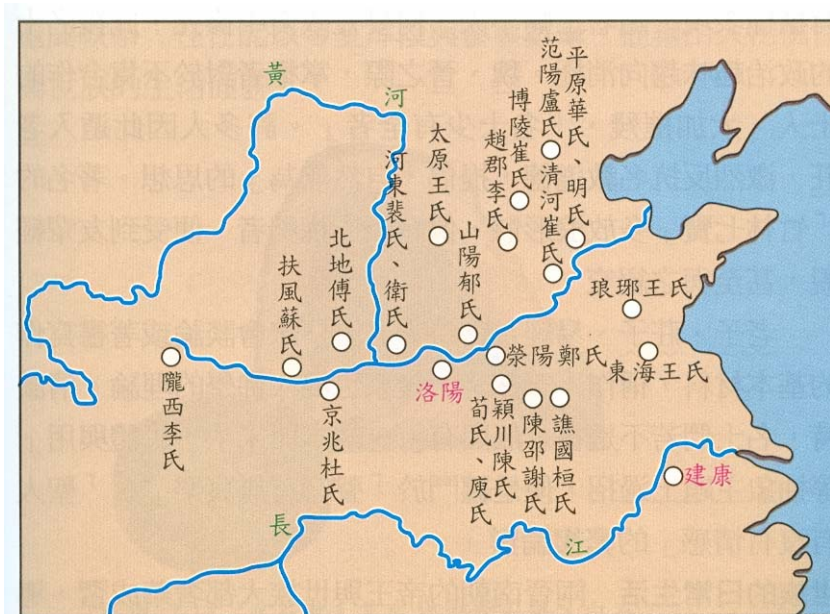 黃
河
平原華氏、明氏
范陽盧氏
博陵崔氏
清河崔氏
趙郡李氏
太原王氏
河東裴氏、衛氏
山陽郁氏
北地傅氏
扶風蘇氏
隴西李氏
京兆杜氏
洛陽
滎陽鄭氏
琅琊王氏
東海王氏
譙國桓氏
陳邵謝氏
穎川陳氏
荀氏、庾氏
建康
長
江